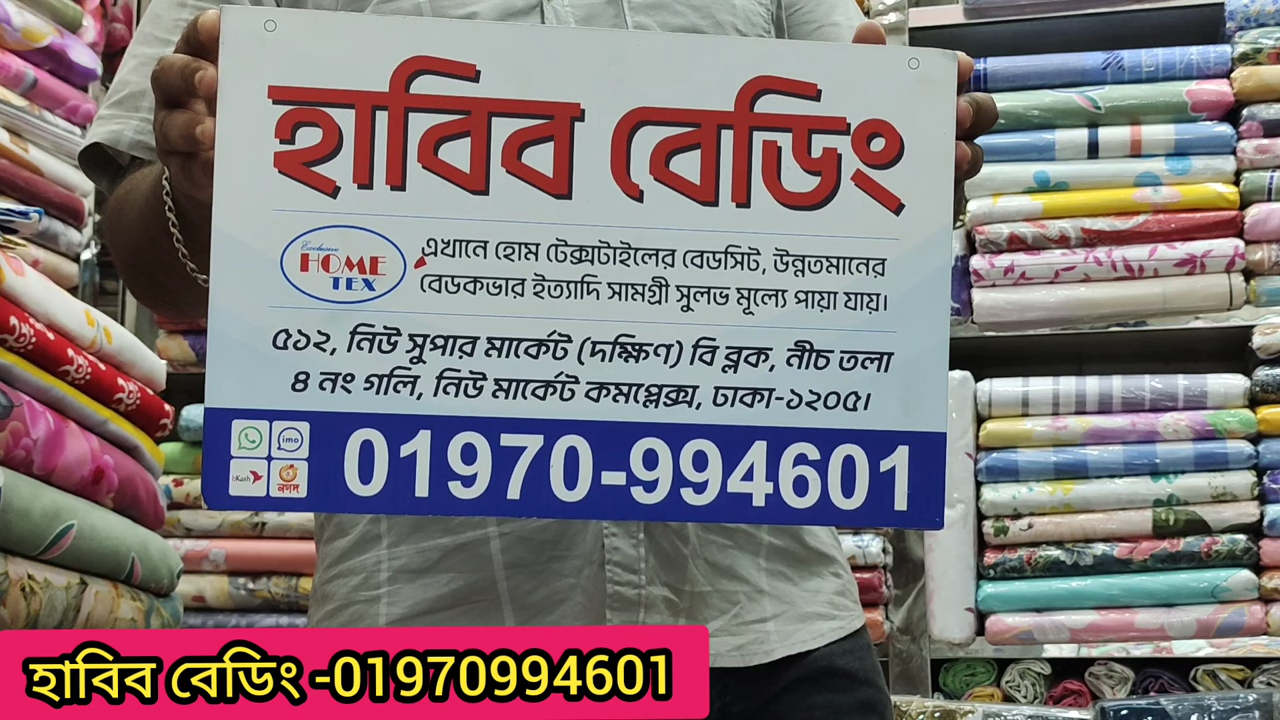 হাবিব বেডিং
Exclusive
HOME
TEX
এখানে হোম টেক্সটাইলের বেডসিট, উন্নতমানের
বেডকভার ইত্যাদি সামগ্রী সুলভ মূল্যে পায়া যায়।
৫১২, নিউ সুপার মার্কেট (দক্ষিণ) বি ব্লক, নীচ তলা
৪ নং গলি, নিউ মার্কেট কমপ্লেক্স, ঢাকা-১২০৫।
imo
bKash
নগদ
01970-994601
হাবিব বেডিং -01970994601